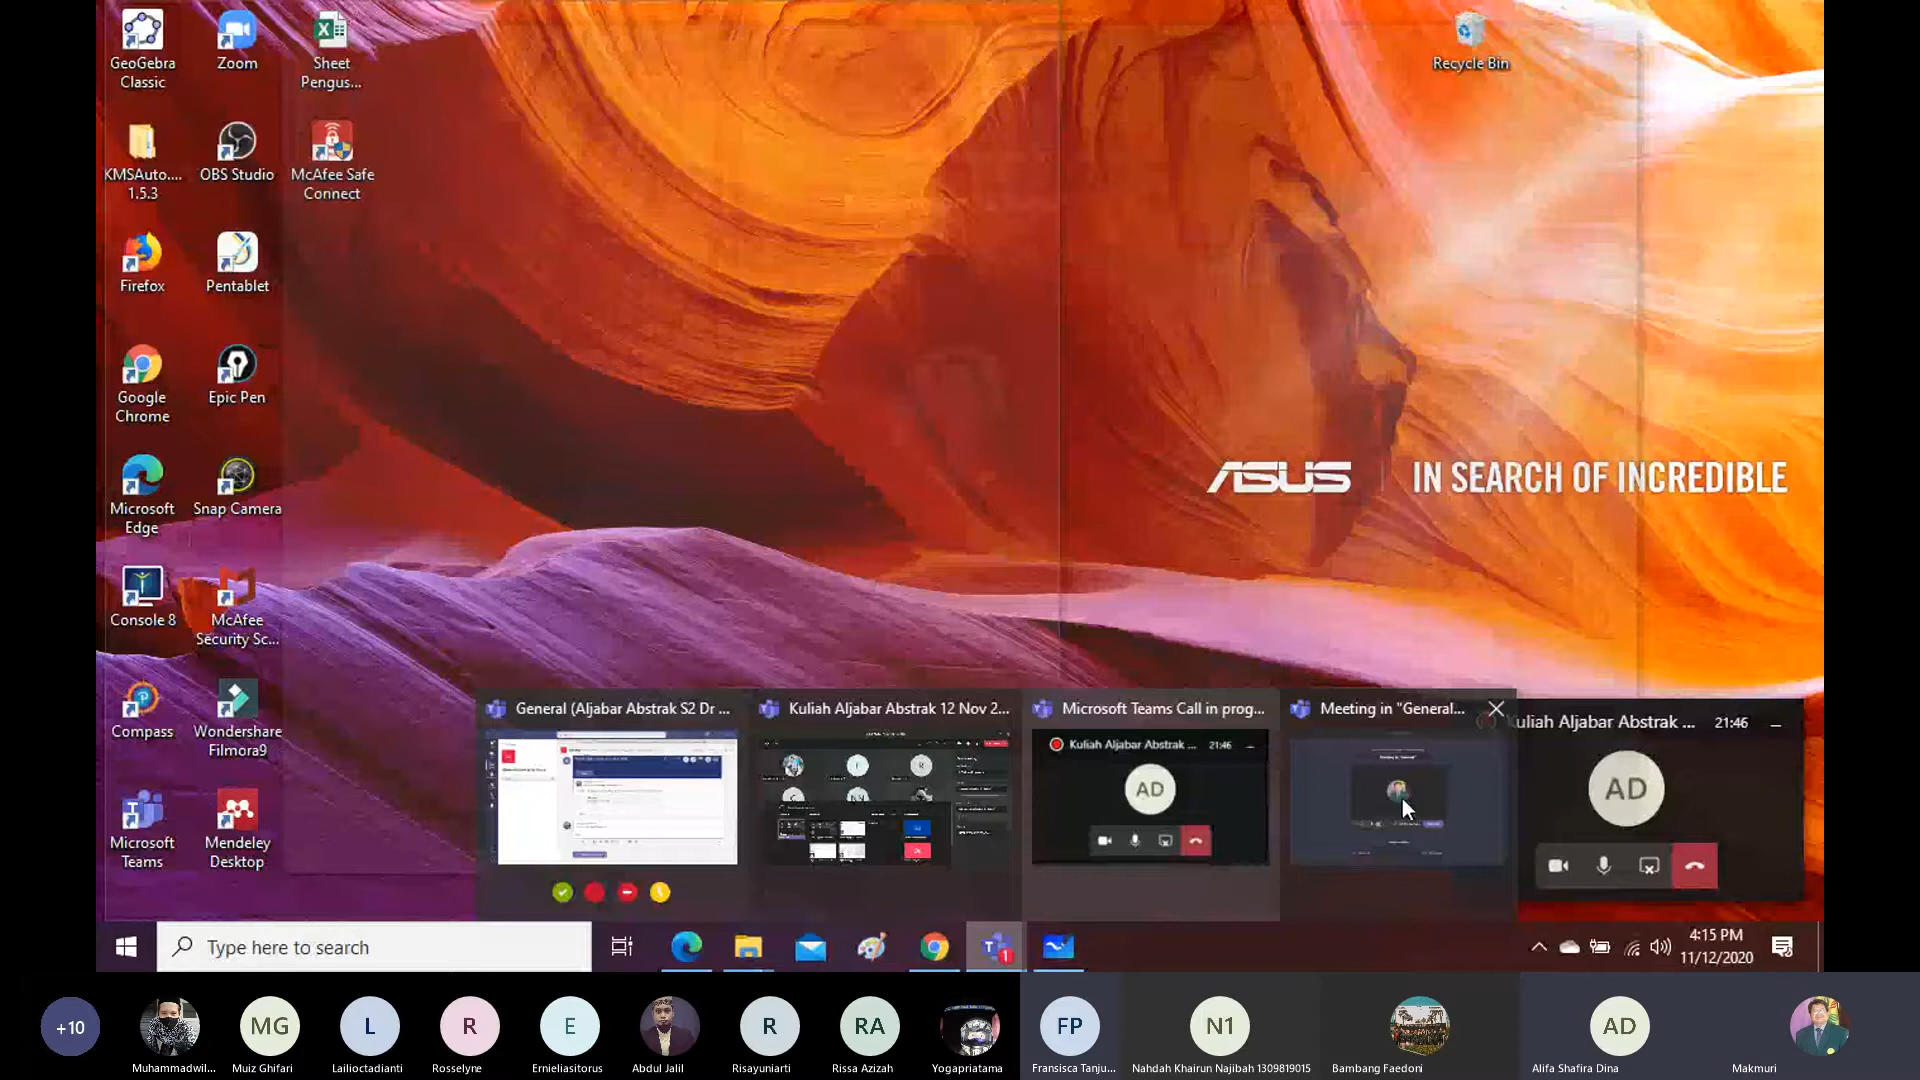 GeoGebra
Classic
Zoom
Sheet
Pengus...
Recycle Bin
KMSAuto....
1.5.3
OBS Studio
McAfee Safe
Connect
Firefox
Pentablet
Google
Chrome
Epic Pen
ASUS
IN SEARCH OF INCREDIBLE
Microsoft
Edge
Snap Camera
Console 8
McAfee
Security Sc...
Compass
Wondershare
Filmora9
Microsoft
Teams
Mendeley
Desktop
General (Aljabar Abstrak S2 Dr ...
Kuliah Aljabar Abstrak 12 Nov 2...
Microsoft Teams Call in prog...
Meeting in "General...
Kuliah Aljabar Abstrak ...
21:46
AD
Kuliah Aljabar Abstrak ...
21:46
AD
Type here to search
1
4:15 PM
11/12/2020
+10
MG
L
R
E
R
RA
FP
N1
AD
Muhammadwil...
Muiz Ghifari
Lailioctadianti
Rosselyne
Ernieliasitorus
Abdul Jalil
Risayuniarti
Rissa Azizah
Yogapriatama
Fransisca Tanju...
Nahdah Khairun Najibah 1309819015
Bambang Faedoni
Alifa Shafira Dina
Makmuri